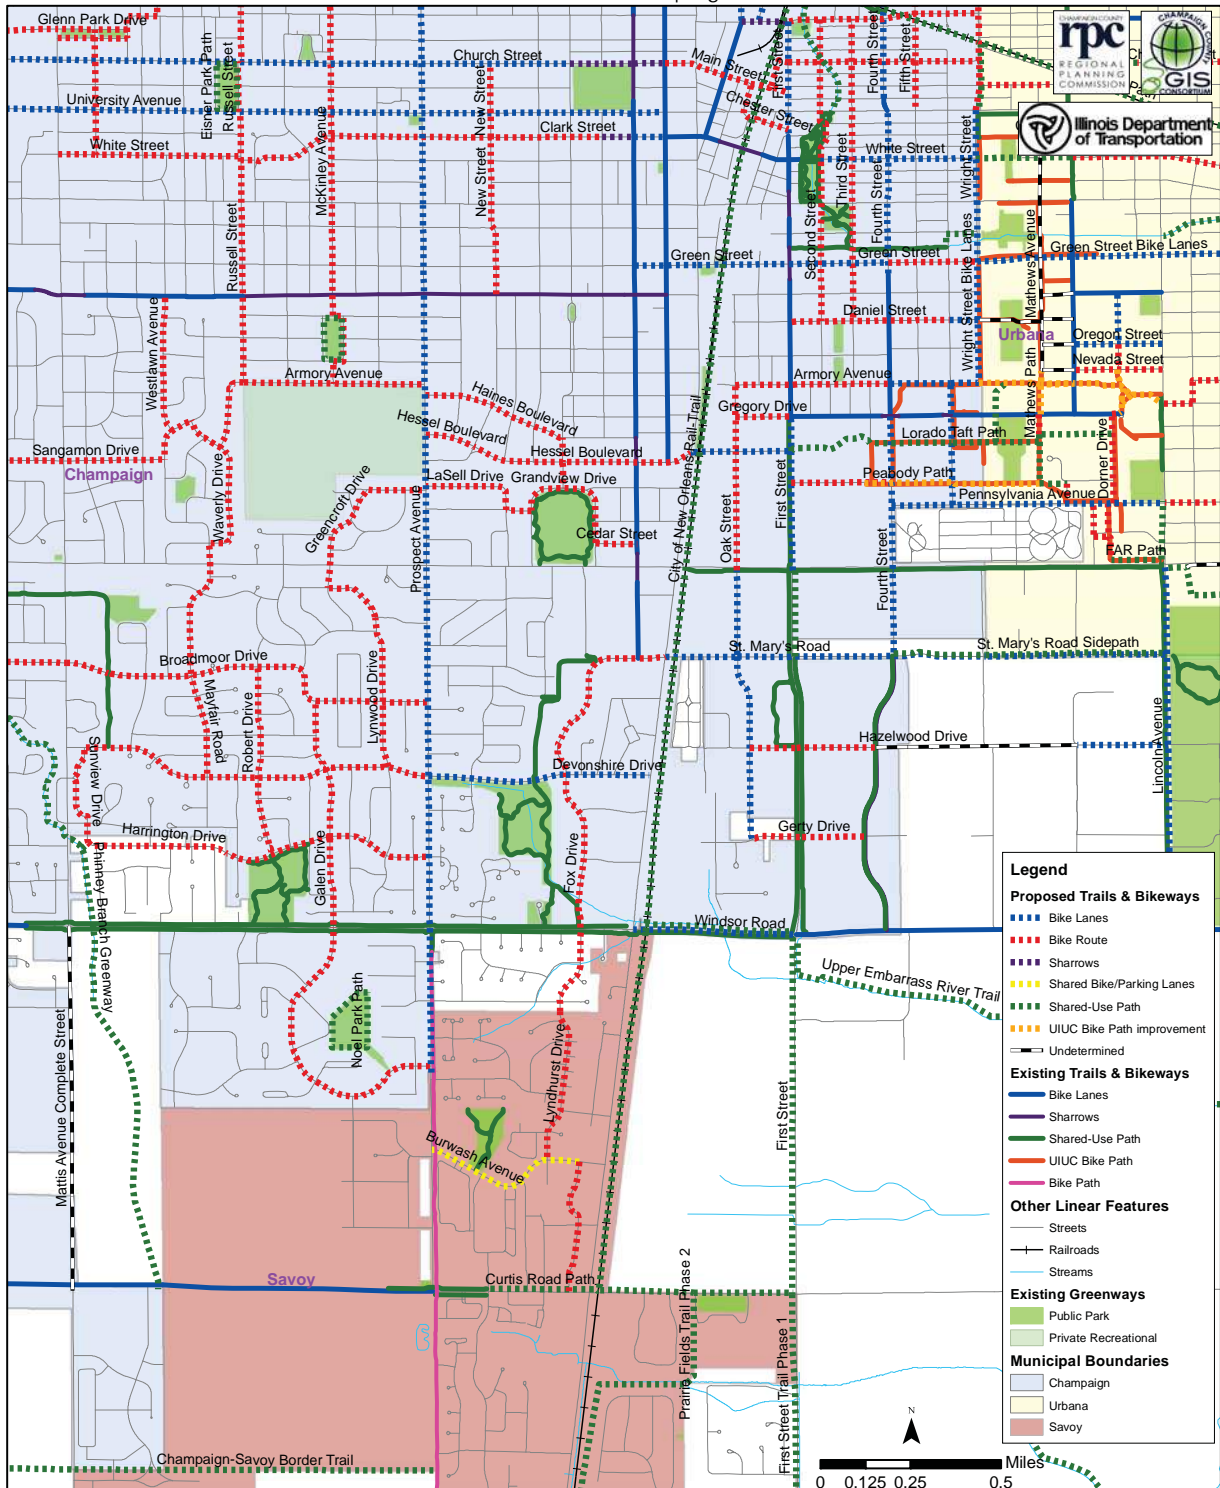 Glenn Park Drive
Church Street
Main Street
First Street
Fourth Street
Fifth Street
CHAMPAIGN COUNTY
rpc
REGIONAL
PLANNING
COMMISSION
GIS
CONSORTIUM
Illinois Department
of Transportation
Eisner Park Path
Russell Street
University Avenue
New Street
Chester Street
Clark Street
McKinley Avenue
White Street
White Street
Third Street
Wright Street
New Street
Fourth Street
Second Street
Russell Street
Green Street
Green Street
Green Street Bike Lanes
Mathews Avenue
Wright Street Bike Lanes
Westlawn Avenue
Daniel Street
Urbana
Oregon Street
Nevada Street
Armory Avenue
Armory Avenue
Mathews Path
Haines Boulevard
Hessel Boulevard
Gregory Drive
City of New Orleans Rail-Trail
Lorado Taft Path
Sangamon Drive
Hessel Boulevard
Champaign
Waverly Drive
Greencroft Drive
LaSell Drive
Grandview Drive
Peabody Path
Dorner Drive
Pennsylvania Avenue
First Street
Oak Street
Cedar Street
Prospect Avenue
FAR Path
Fourth Street
Broadmoor Drive
St. Mary's Road
St. Mary's Road Sidepath
Mayfair Road
Robert Drive
Lynwood Drive
Hazelwood Drive
Lincoln Avenue
Sunview Drive
Devonshire Drive
Harrington Drive
Gerty Drive
Galen Drive
Fox Drive
Phinney Branch Greenway
Windsor Road
Upper Embarrass River Trail
Noel Park Path
Mattis Avenue Complete Street
Lyndhurst Drive
First Street
Burwash Avenue
Savoy
Curtis Road Path
Prairie Fields Trail Phase 2
First Street Trail Phase 1
Champaign-Savoy Border Trail
Legend
Proposed Trails & Bikeways
Bike Lanes
Bike Route
Sharrows
Shared Bike/Parking Lanes
Shared-Use Path
UIUC Bike Path improvement
Undetermined
Existing Trails & Bikeways
Bike Lanes
Sharrows
Shared-Use Path
UIUC Bike Path
Bike Path
Other Linear Features
Streets
Railroads
Streams
Existing Greenways
Public Park
Private Recreational
Municipal Boundaries
Champaign
Urbana
Savoy
N
Miles
0 0.125 0.25 0.5